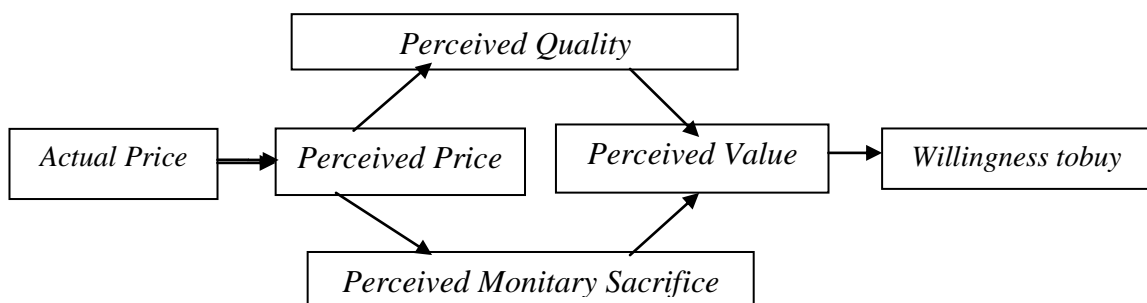 Perceived Quality
Actual Price
Perceived Price
Perceived Value
Willingness tobuy
Perceived Monitary Sacrifice